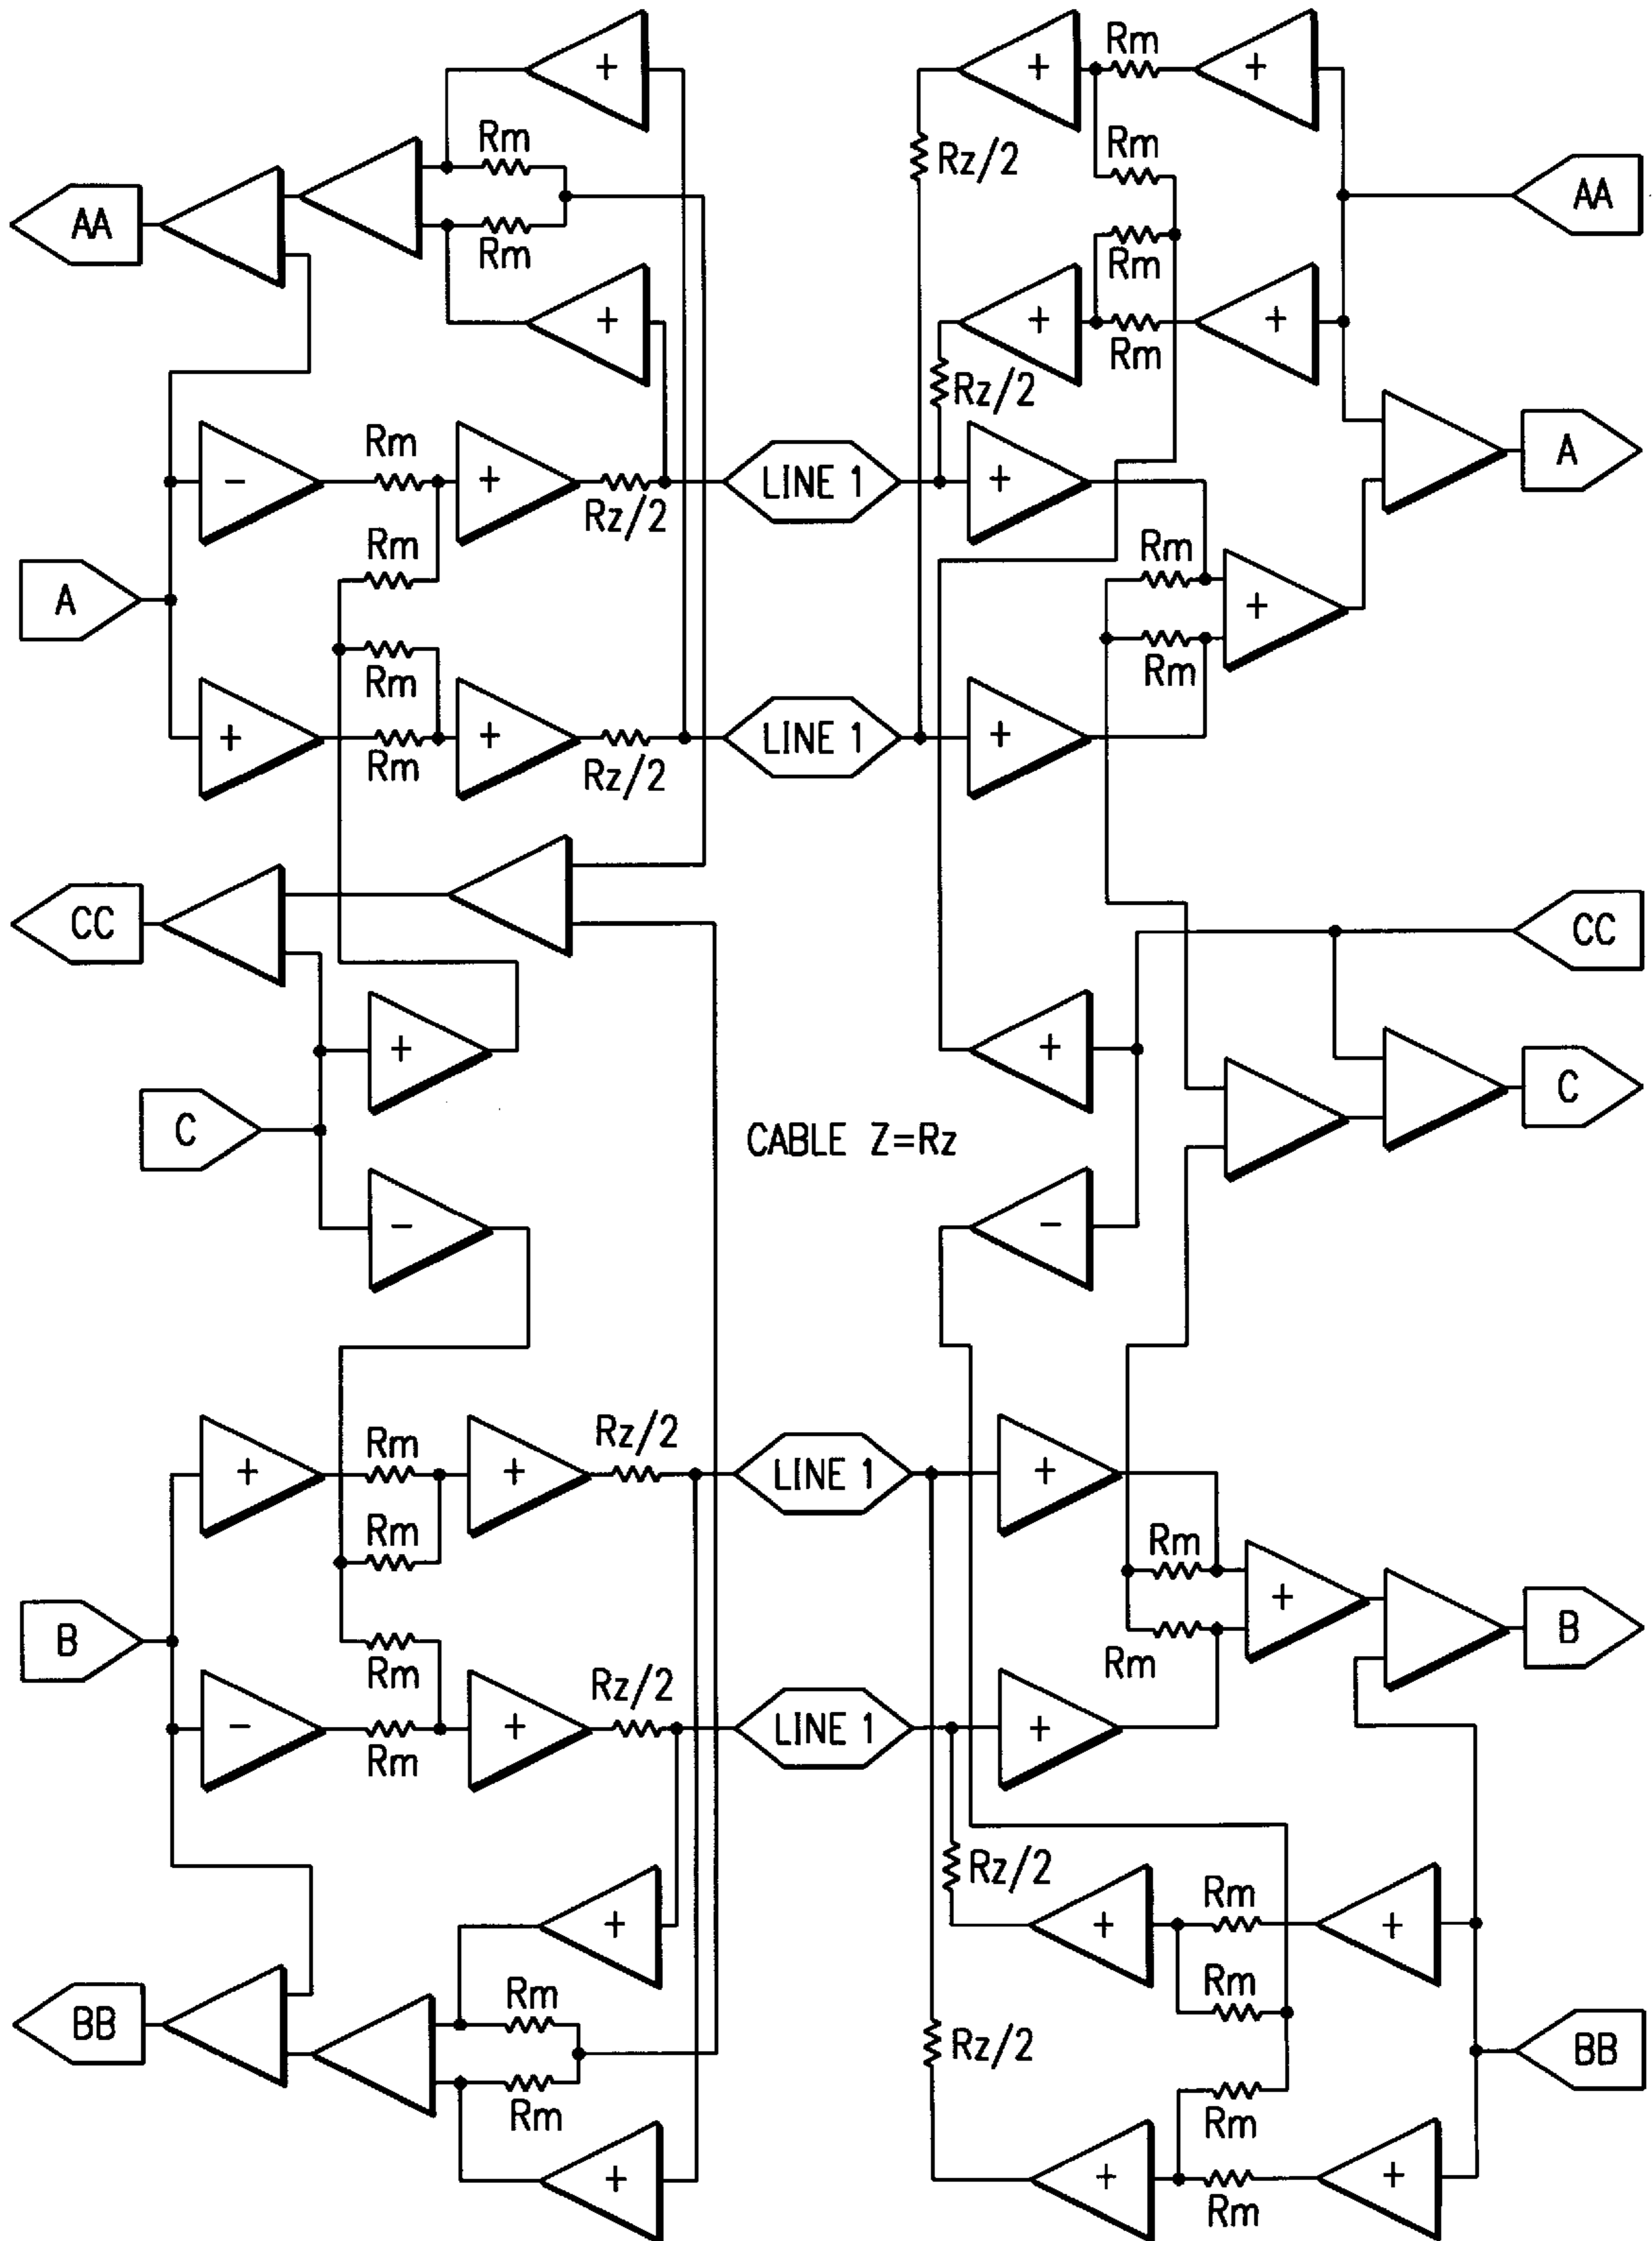 + + Rm +
Rm Rm
Rz/2
AA AA
Rm Rm
+ + + Rm
Rz/2
Rm
- + LINE 1 + A
Rz/2
Rm Rm
A +
Rm Rm
+ + LINE 1 +
Rm Rz/2
CC CC
+ +
C C
CABLE Z=Rz
- -
Rz/2
Rm
+ + LINE 1 +
Rm Rm
+
B B
Rm Rm
Rz/2
- + LINE 1 +
Rm
Rz/2 Rm
+ + +
Rm Rm
BB Rz/2 BB
Rm Rm
+ + +
Rm